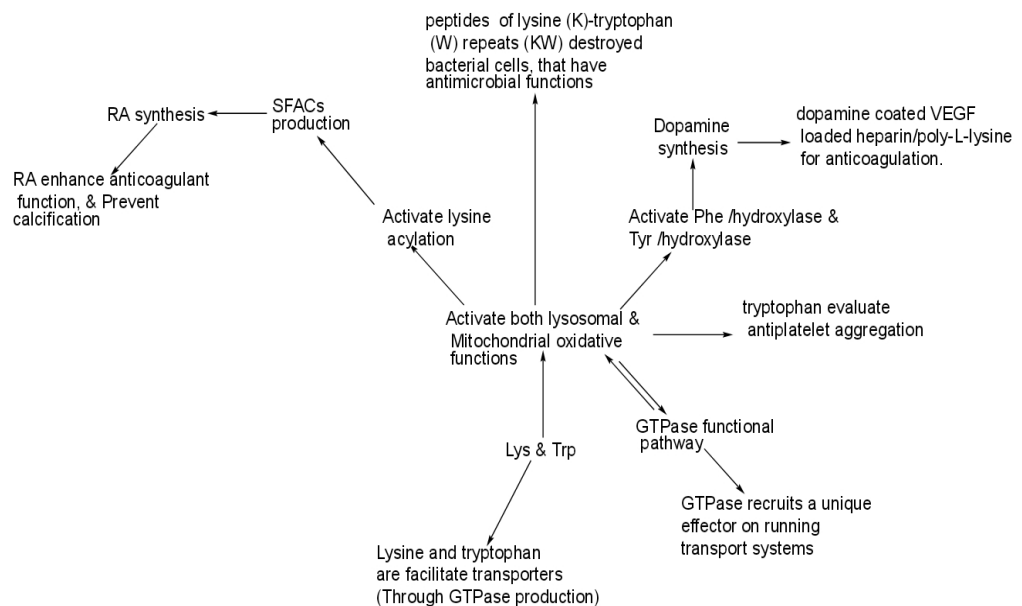 peptides of lysine (K)-tryptophan
(W) repeats (KW) destroyed
bacterial cells, that have
antimicrobial functions
RA synthesis
SFACs
production
Dopamine
synthesis
dopamine coated VEGF
loaded heparin/poly-L-lysine
for anticoagulation.
RA enhance anticoagulant
function, & Prevent
calcification
Activate lysine
acylation
Activate Phe /hydroxylase &
Tyr /hydroxylase
Activate both lysosomal &
Mitochondrial oxidative
functions
tryptophan evaluate
antiplatelet aggregation
GTPase functional
pathway
Lys & Trp
GTPase recruits a unique
effector on running
transport systems
Lysine and tryptophan
are facilitate transporters
(Through GTPase production)